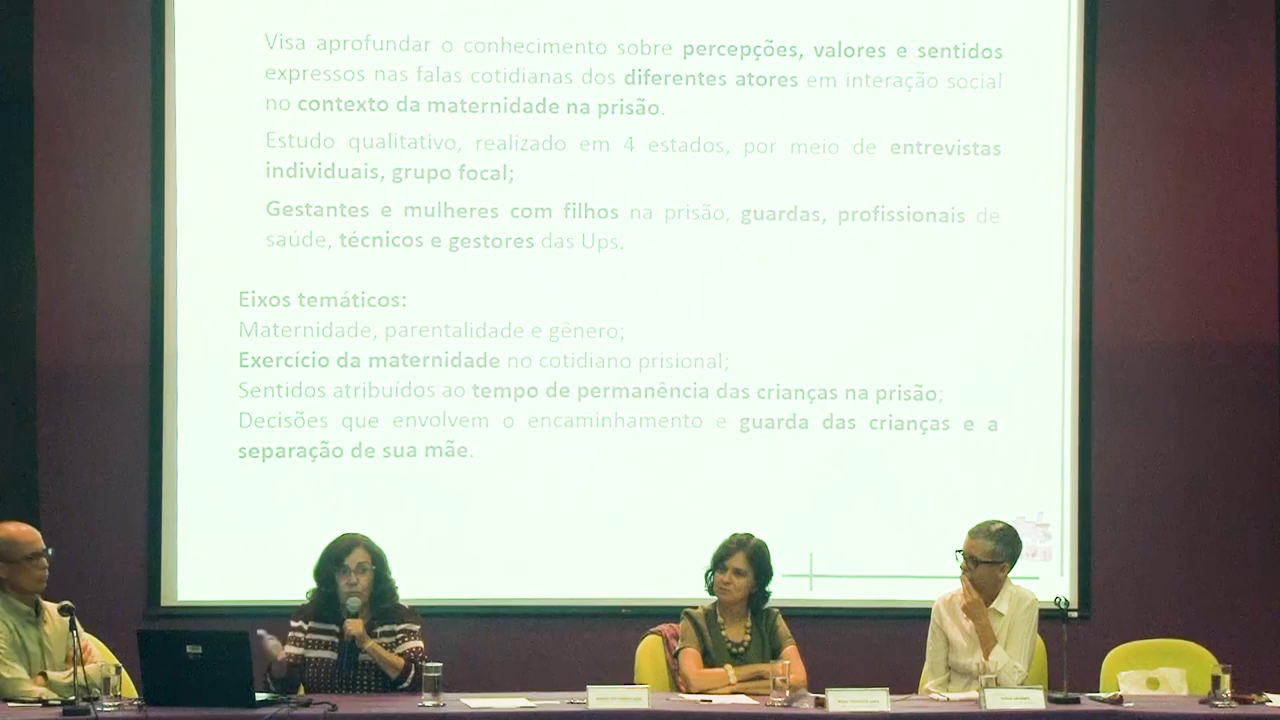 Visa aprofundar o conhecimento sobre percepções, valores e sentidos
expressos nas falas cotidianas dos diferentes atores em interação social
no contexto da maternidade na prisão.
Estudo qualitativo, realizado em 4 estados, por meio de entrevistas
individuais, grupo focal;
Gestantes e mulheres com filhos na prisão, guardas, profissionais de
saúde, técnicos e gestores das Ups.
Eixos temáticos:
Maternidade, parentalidade e gênero;
Exercício da maternidade no cotidiano prisional;
Sentidos atribuídos ao tempo de permanência das crianças na prisão;
Decisões que envolvem o encaminhamento e guarda das crianças e a
separação de sua mãe.